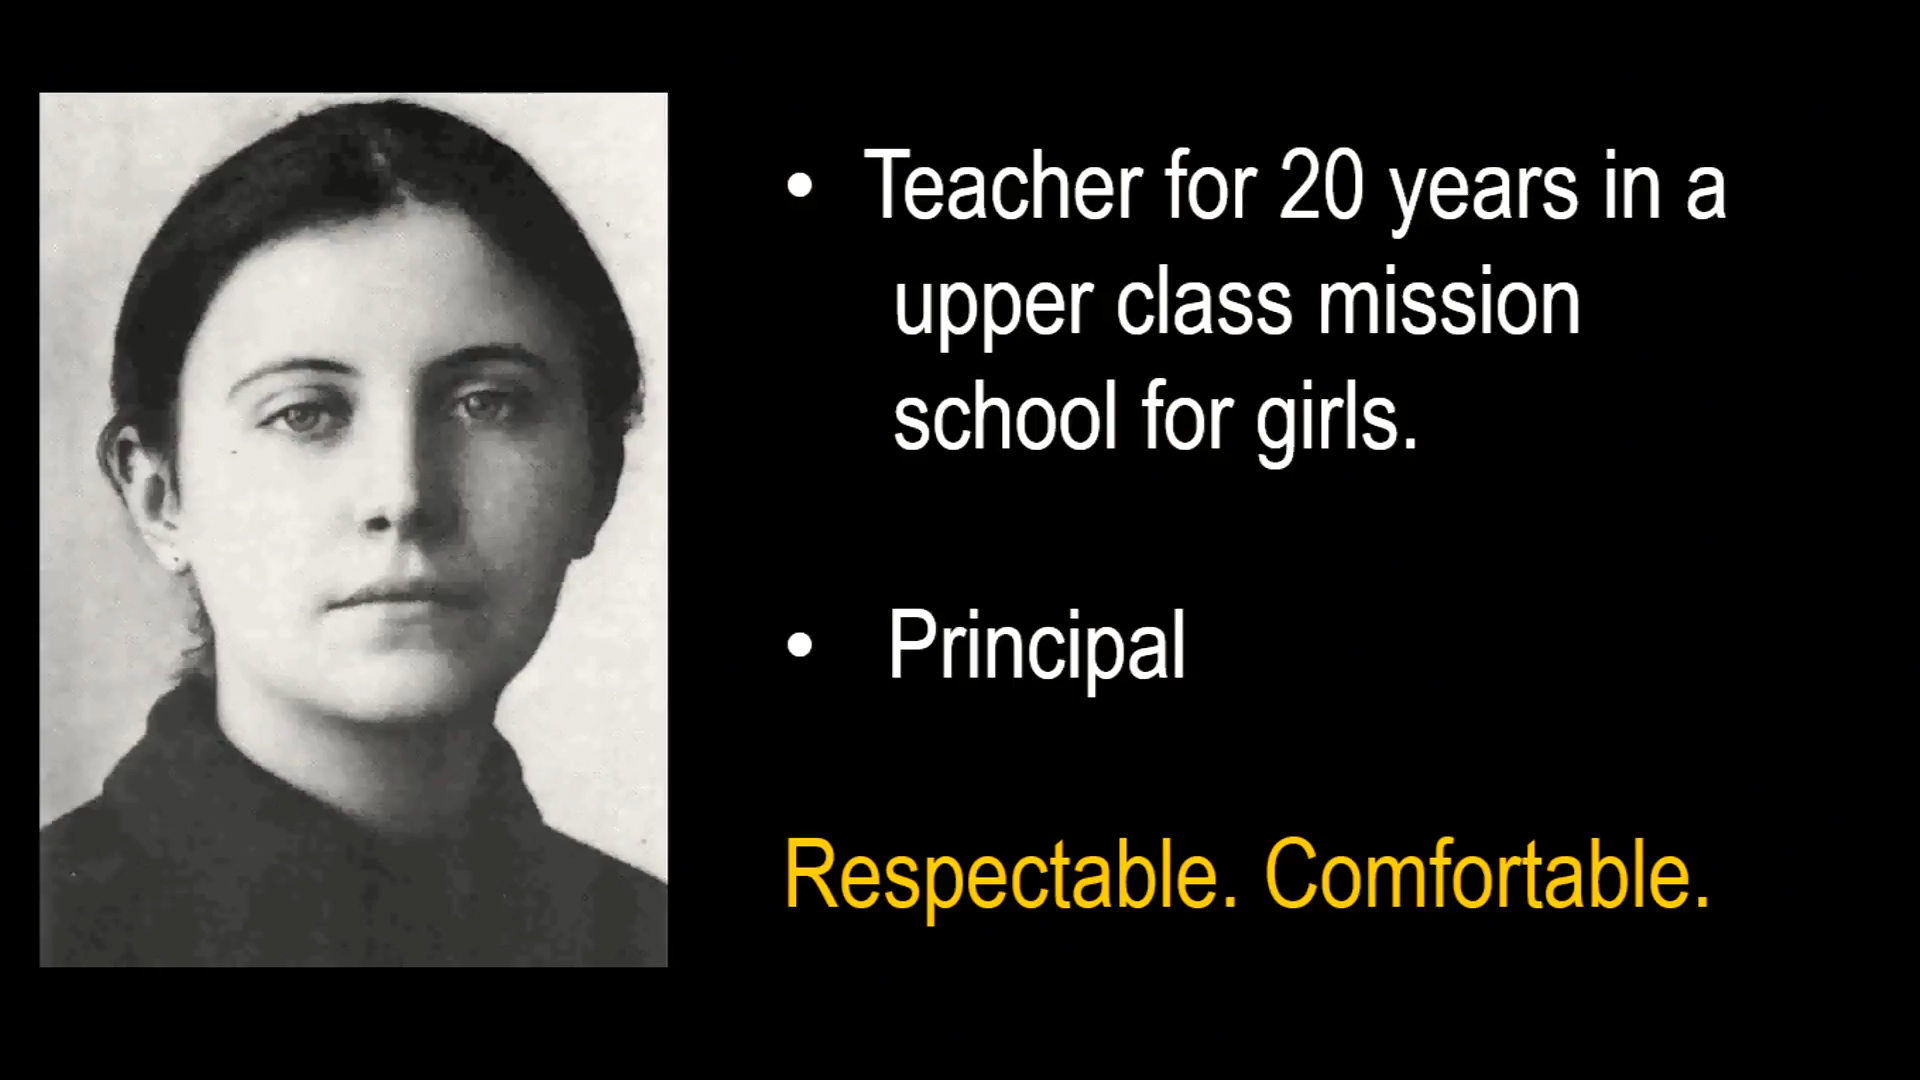 • Teacher for 20 years in a
upper class mission
school for girls.
• Principal
Respectable. Comfortable.